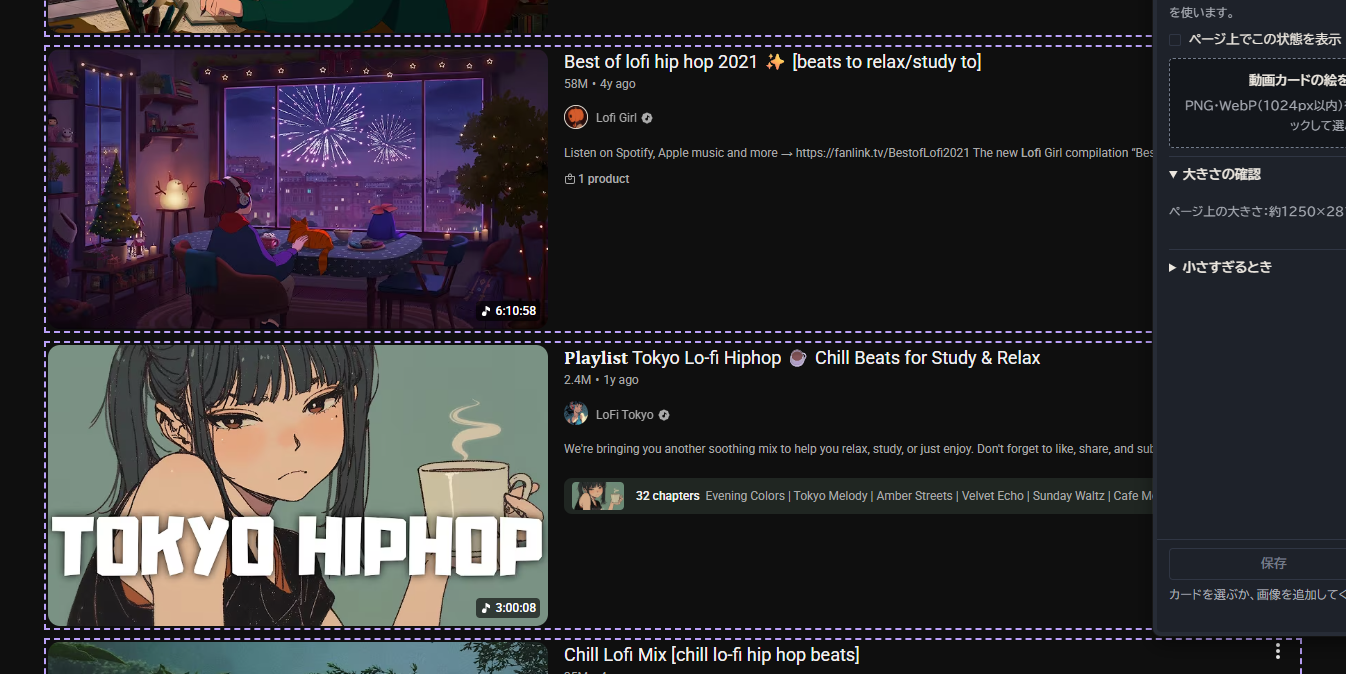 Best of lofi hip hop 2021 ✨ [beats to relax/study to]
58M • 4y ago
Lofi Girl
Listen on Spotify, Apple music and more → https://fanlink.tv/BestofLofi2021 The new Lofi Girl compilation “Bes
1 product
6:10:58
Playlist Tokyo Lo-fi Hiphop ☕ Chill Beats for Study & Relax
2.4M • 1y ago
LoFi Tokyo
We're bringing you another soothing mix to help you relax, study, or just enjoy. Don't forget to like, share, and sub
32 chapters Evening Colors | Tokyo Melody | Amber Streets | Velvet Echo | Sunday Waltz | Cafe M
TOKYO HIPHOP
3:00:08
Chill Lofi Mix [chill lo-fi hip hop beats]
を使います。
ページ上でこの状態を表示
動画カードの絵を
PNG・WebP(1024px以内)
ックして選
▼ 大きさの確認
ページ上の大きさ：約1250×28
▶ 小さすぎるとき
保存
カードを選ぶか、画像を追加してく